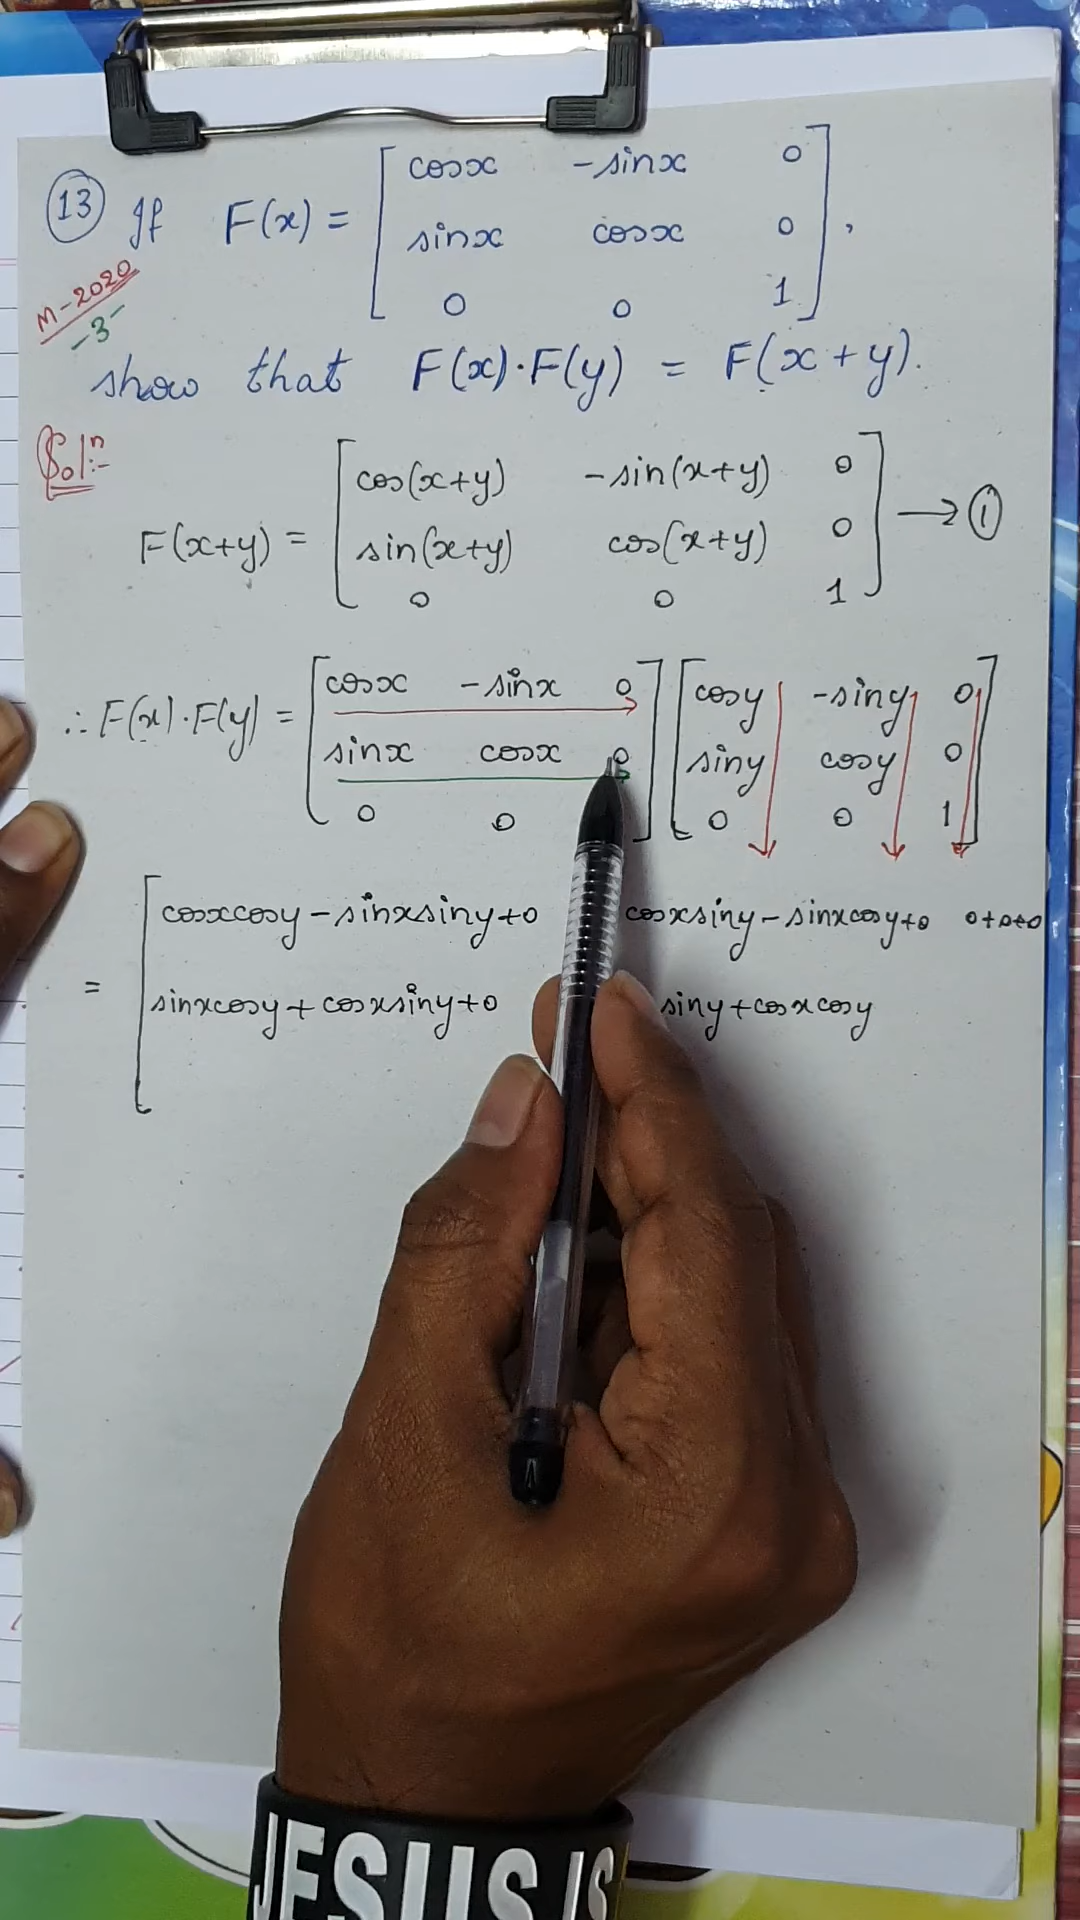 13 If F(x) = [ cosx -sinx 0
sinx cosx 0 ,
0 0 1 ]
M-2020
-3-
show that F(x)·F(y) = F(x+y).
Solⁿ:-
F(x+y) = [ cos(x+y) -sin(x+y) 0
sin(x+y) cos(x+y) 0
0 0 1 ] → 1
∴ F(x)·F(y) = [ cosx -sinx 0 ] [ cosy -siny 0 ]
sinx cosx 0 siny cosy 0
0 0 0 0 1
= [ cosxcosy - sinxsiny + 0 cosxsiny - sinxcosy + 0 0+0+0
sinxcosy + cosxsiny + 0 siny + cosxcosy
JESUS IS